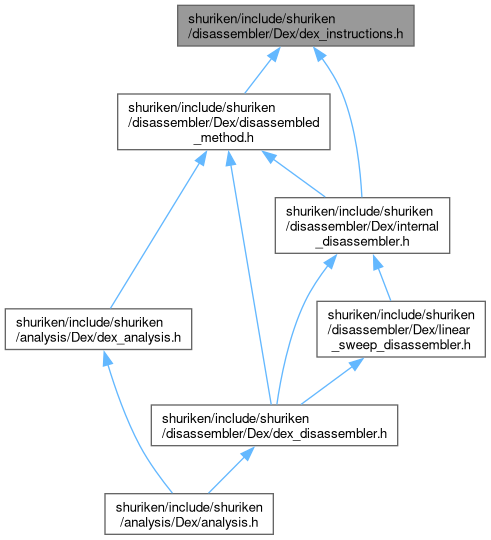 shuriken/include/shuriken
/disassembler/Dex/dex_instructions.h
shuriken/include/shuriken
/disassembler/Dex/disassembled
_method.h
shuriken/include/shuriken
/disassembler/Dex/internal
_disassembler.h
shuriken/include/shuriken
/analysis/Dex/dex_analysis.h
shuriken/include/shuriken
/disassembler/Dex/linear
_sweep_disassembler.h
shuriken/include/shuriken
/disassembler/Dex/dex_disassembler.h
shuriken/include/shuriken
/analysis/Dex/analysis.h